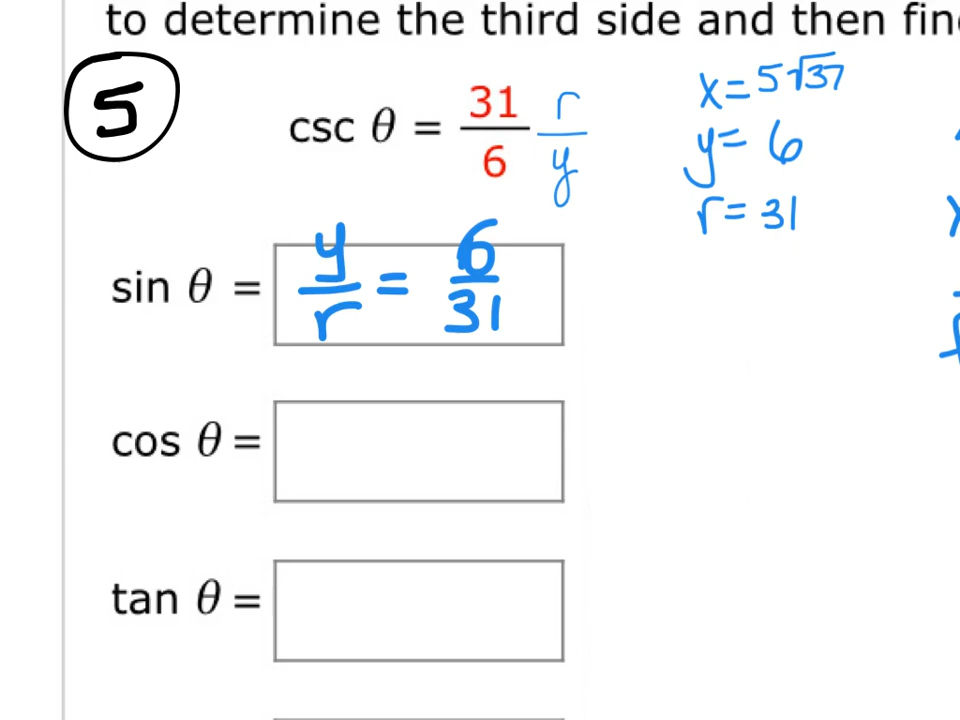 to determine the third side and then fin
5
csc θ = 31/6 r/y
x = 5√37
y = 6
r = 31
sin θ = y/r = 6/31
cos θ =
tan θ =